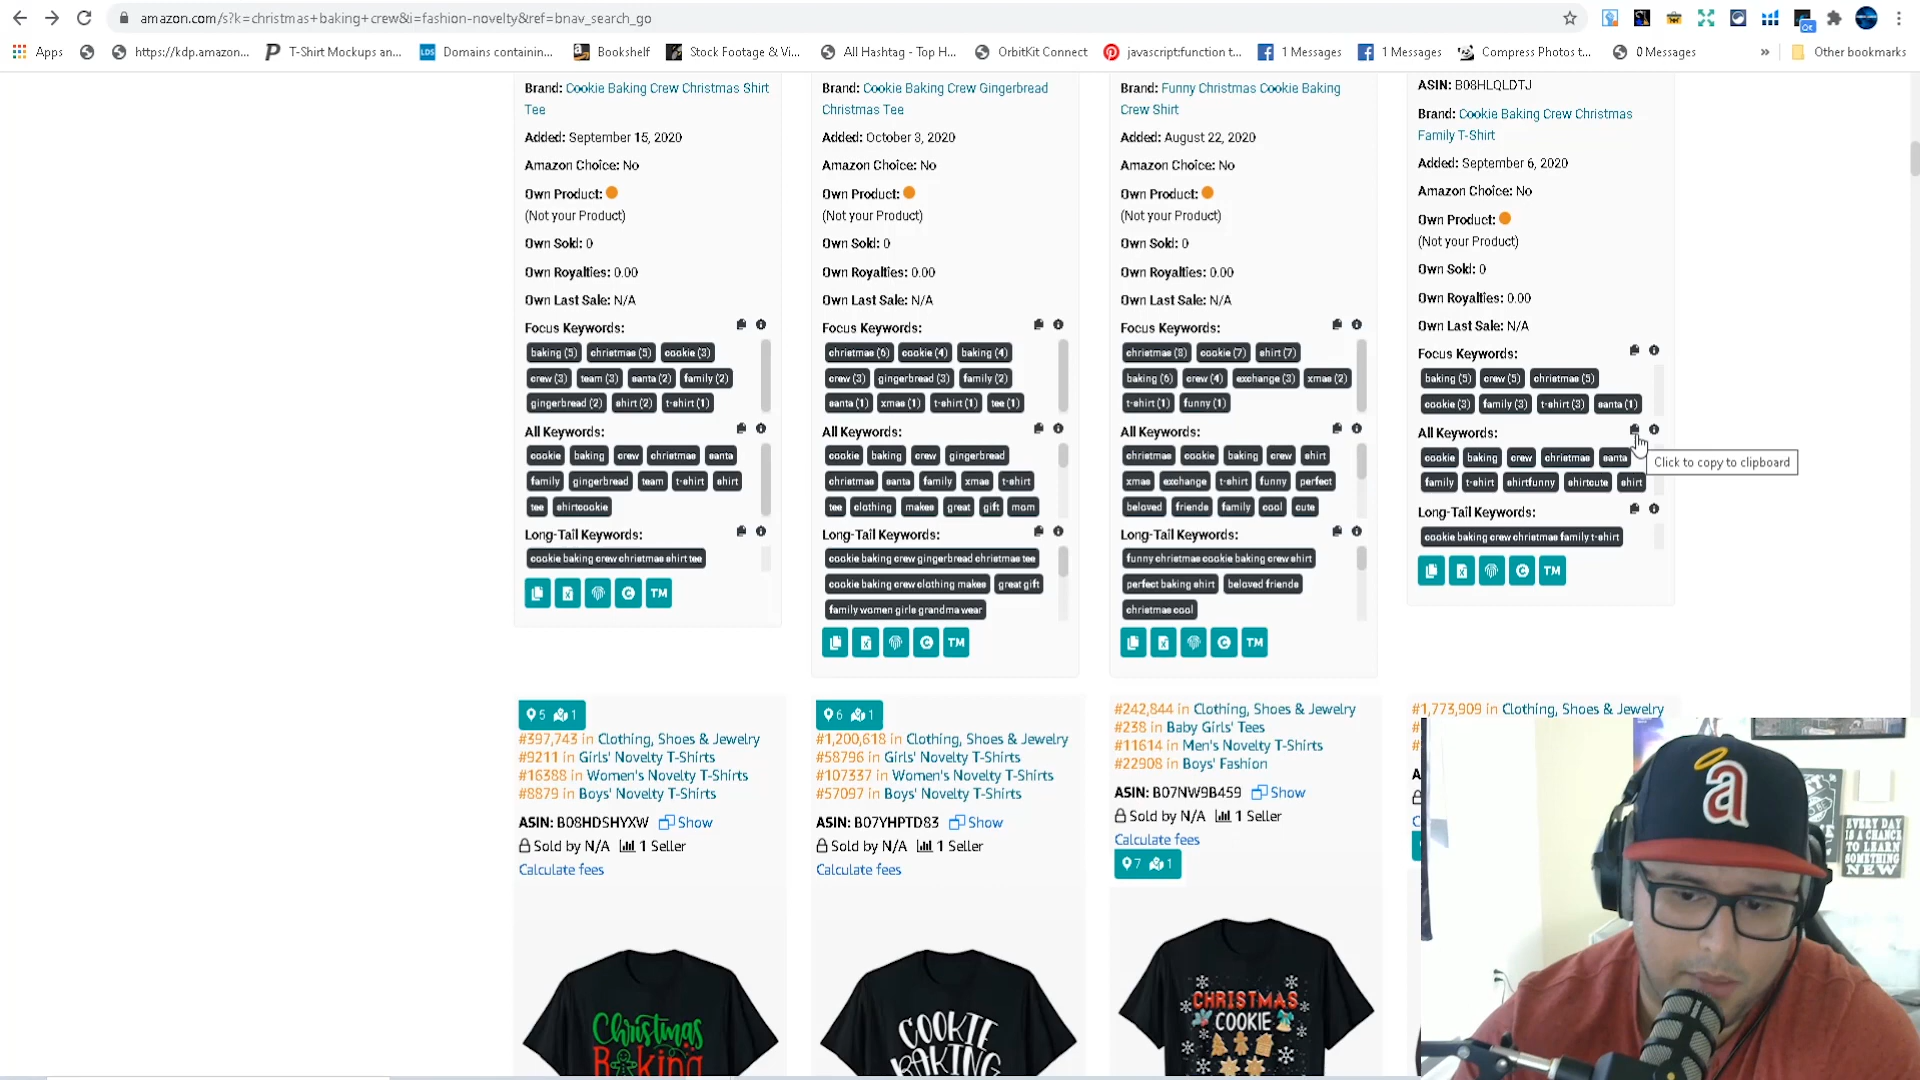 amazon.com/s?k=christmas+baking+crew&i=fashion-novelty&ref=bnav_search_go
Apps
https://kdp.amazon...
T-Shirt Mockups an...
Domains containin...
Bookshelf
Stock Footage & Vi...
All Hashtag - Top H...
OrbitKit Connect
javascript:function t...
1 Messages
1 Messages
Compress Photos t...
0 Messages
»
Other bookmarks
Brand: Cookie Baking Crew Christmas Shirt
Tee
Added: September 15, 2020
Amazon Choice: No
Own Product:
(Not your Product)
Own Sold: 0
Own Royalties: 0.00
Own Last Sale: N/A
Focus Keywords:
baking (5) christmas (5) cookie (3)
crew (3) team (3) santa (2) family (2)
gingerbread (2) shirt (2) t-shirt (1)
All Keywords:
cookie baking crew christmas santa
family gingerbread team t-shirt shirt
tee shirtcookie
Long-Tail Keywords:
cookie baking crew christmas shirt tee
TM
Brand: Cookie Baking Crew Gingerbread
Christmas Tee
Added: October 3, 2020
Amazon Choice: No
Own Product:
(Not your Product)
Own Sold: 0
Own Royalties: 0.00
Own Last Sale: N/A
Focus Keywords:
christmas (6) cookie (4) baking (4)
crew (3) gingerbread (3) family (2)
santa (1) xmas (1) t-shirt (1) tee (1)
All Keywords:
cookie baking crew gingerbread
christmas santa family xmas t-shirt
tee clothing makes great gift mom
Long-Tail Keywords:
cookie baking crew gingerbread christmas tee
cookie baking crew clothing makes great gift
family women girls grandma wear
TM
Brand: Funny Christmas Cookie Baking
Crew Shirt
Added: August 22, 2020
Amazon Choice: No
Own Product:
(Not your Product)
Own Sold: 0
Own Royalties: 0.00
Own Last Sale: N/A
Focus Keywords:
christmas (8) cookie (7) shirt (7)
baking (6) crew (4) exchange (3) xmas (2)
t-shirt (1) funny (1)
All Keywords:
christmas cookie baking crew shirt
xmas exchange t-shirt funny perfect
beloved friends family cool cute
Long-Tail Keywords:
funny christmas cookie baking crew shirt
perfect baking shirt beloved friends
christmas cool
TM
ASIN: B08HLQLDTJ
Brand: Cookie Baking Crew Christmas
Family T-Shirt
Added: September 6, 2020
Amazon Choice: No
Own Product:
(Not your Product)
Own Sold: 0
Own Royalties: 0.00
Own Last Sale: N/A
Focus Keywords:
baking (5) crew (5) christmas (5)
cookie (3) family (3) t-shirt (3) santa (1)
All Keywords:
cookie baking crew christmas santa
Click to copy to clipboard
family t-shirt shirtfunny shirtcute shirt
Long-Tail Keywords:
cookie baking crew christmas family t-shirt
TM
5 1
#397,743 in Clothing, Shoes & Jewelry
#9211 in Girls' Novelty T-Shirts
#16388 in Women's Novelty T-Shirts
#8879 in Boys' Novelty T-Shirts
ASIN: B08HDSHYXW Show
Sold by N/A 1 Seller
Calculate fees
Christmas
Baking
6 1
#1,200,618 in Clothing, Shoes & Jewelry
#58796 in Girls' Novelty T-Shirts
#107337 in Women's Novelty T-Shirts
#57097 in Boys' Novelty T-Shirts
ASIN: B07YHPTD83 Show
Sold by N/A 1 Seller
Calculate fees
COOKIE
BAKING
#242,844 in Clothing, Shoes & Jewelry
#238 in Baby Girls' Tees
#11614 in Men's Novelty T-Shirts
#22908 in Boys' Fashion
ASIN: B07NW9B459 Show
Sold by N/A 1 Seller
Calculate fees
7 1
CHRISTMAS
COOKIE
#1,773,909 in Clothing, Shoes & Jewelry
a
EVERY DAY
IS A CHANCE
TO LEARN
SOMETHING
NEW